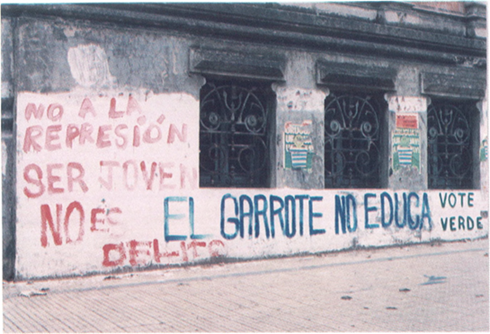 NO A LA
REPRESIÓN
SER JOVEN
NO ES
DELITO
EL GARROTE NO EDUCA
VOTE
VERDE